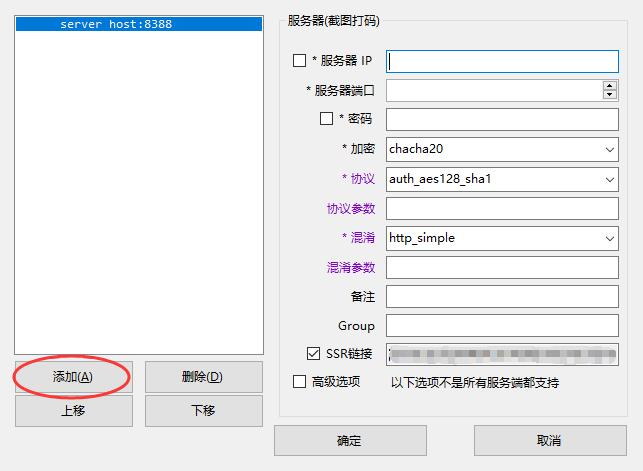 server host:8388
添加(A)
删除(D)
上移
下移
服务器(截图打码)
* 服务器 IP
* 服务器端口
* 密码
* 加密
chacha20
* 协议
auth_aes128_sha1
协议参数
* 混淆
http_simple
混淆参数
备注
Group
SSR链接
高级选项
以下选项不是所有服务端都支持
确定
取消